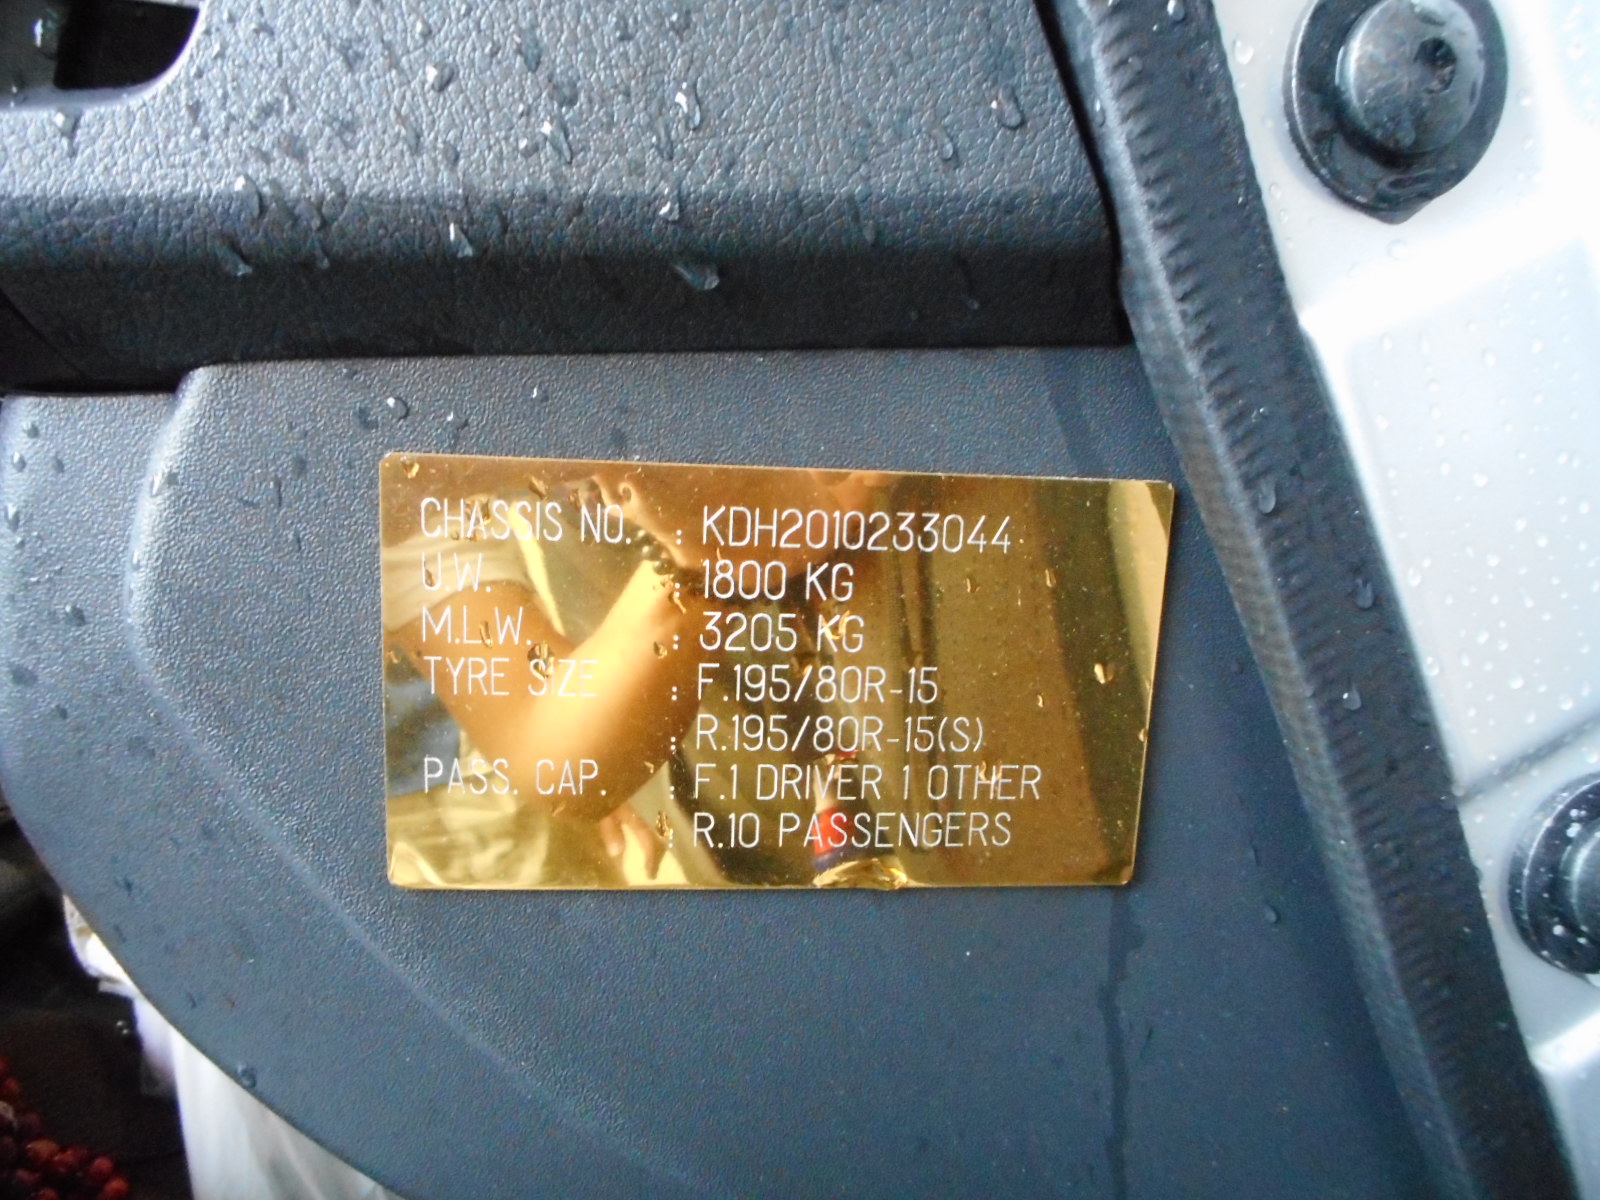 CHASSIS NO. : KDH2010233044
U.W. : 1800 KG
M.L.W. : 3205 KG
TYRE SIZE : F.195/80R-15
: R.195/80R-15(S)
PASS. CAP. : F.1 DRIVER 1 OTHER
: R.10 PASSENGERS